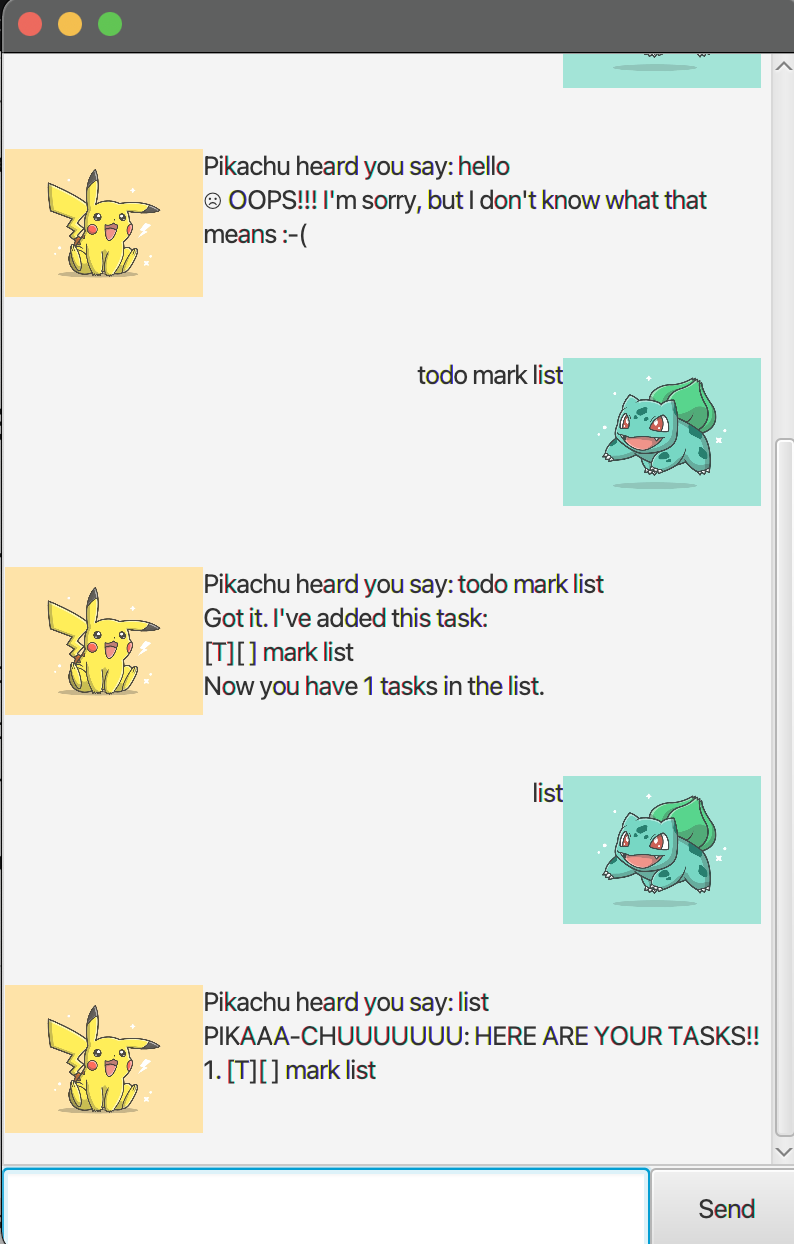 Pikachu heard you say: hello
☹ OOPS!!! I'm sorry, but I don't know what that
means :-(
todo mark list
Pikachu heard you say: todo mark list
Got it. I've added this task:
[T][ ] mark list
Now you have 1 tasks in the list.
list
Pikachu heard you say: list
PIKAAA-CHUUUUUUU: HERE ARE YOUR TASKS!!
1. [T][ ] mark list
Send